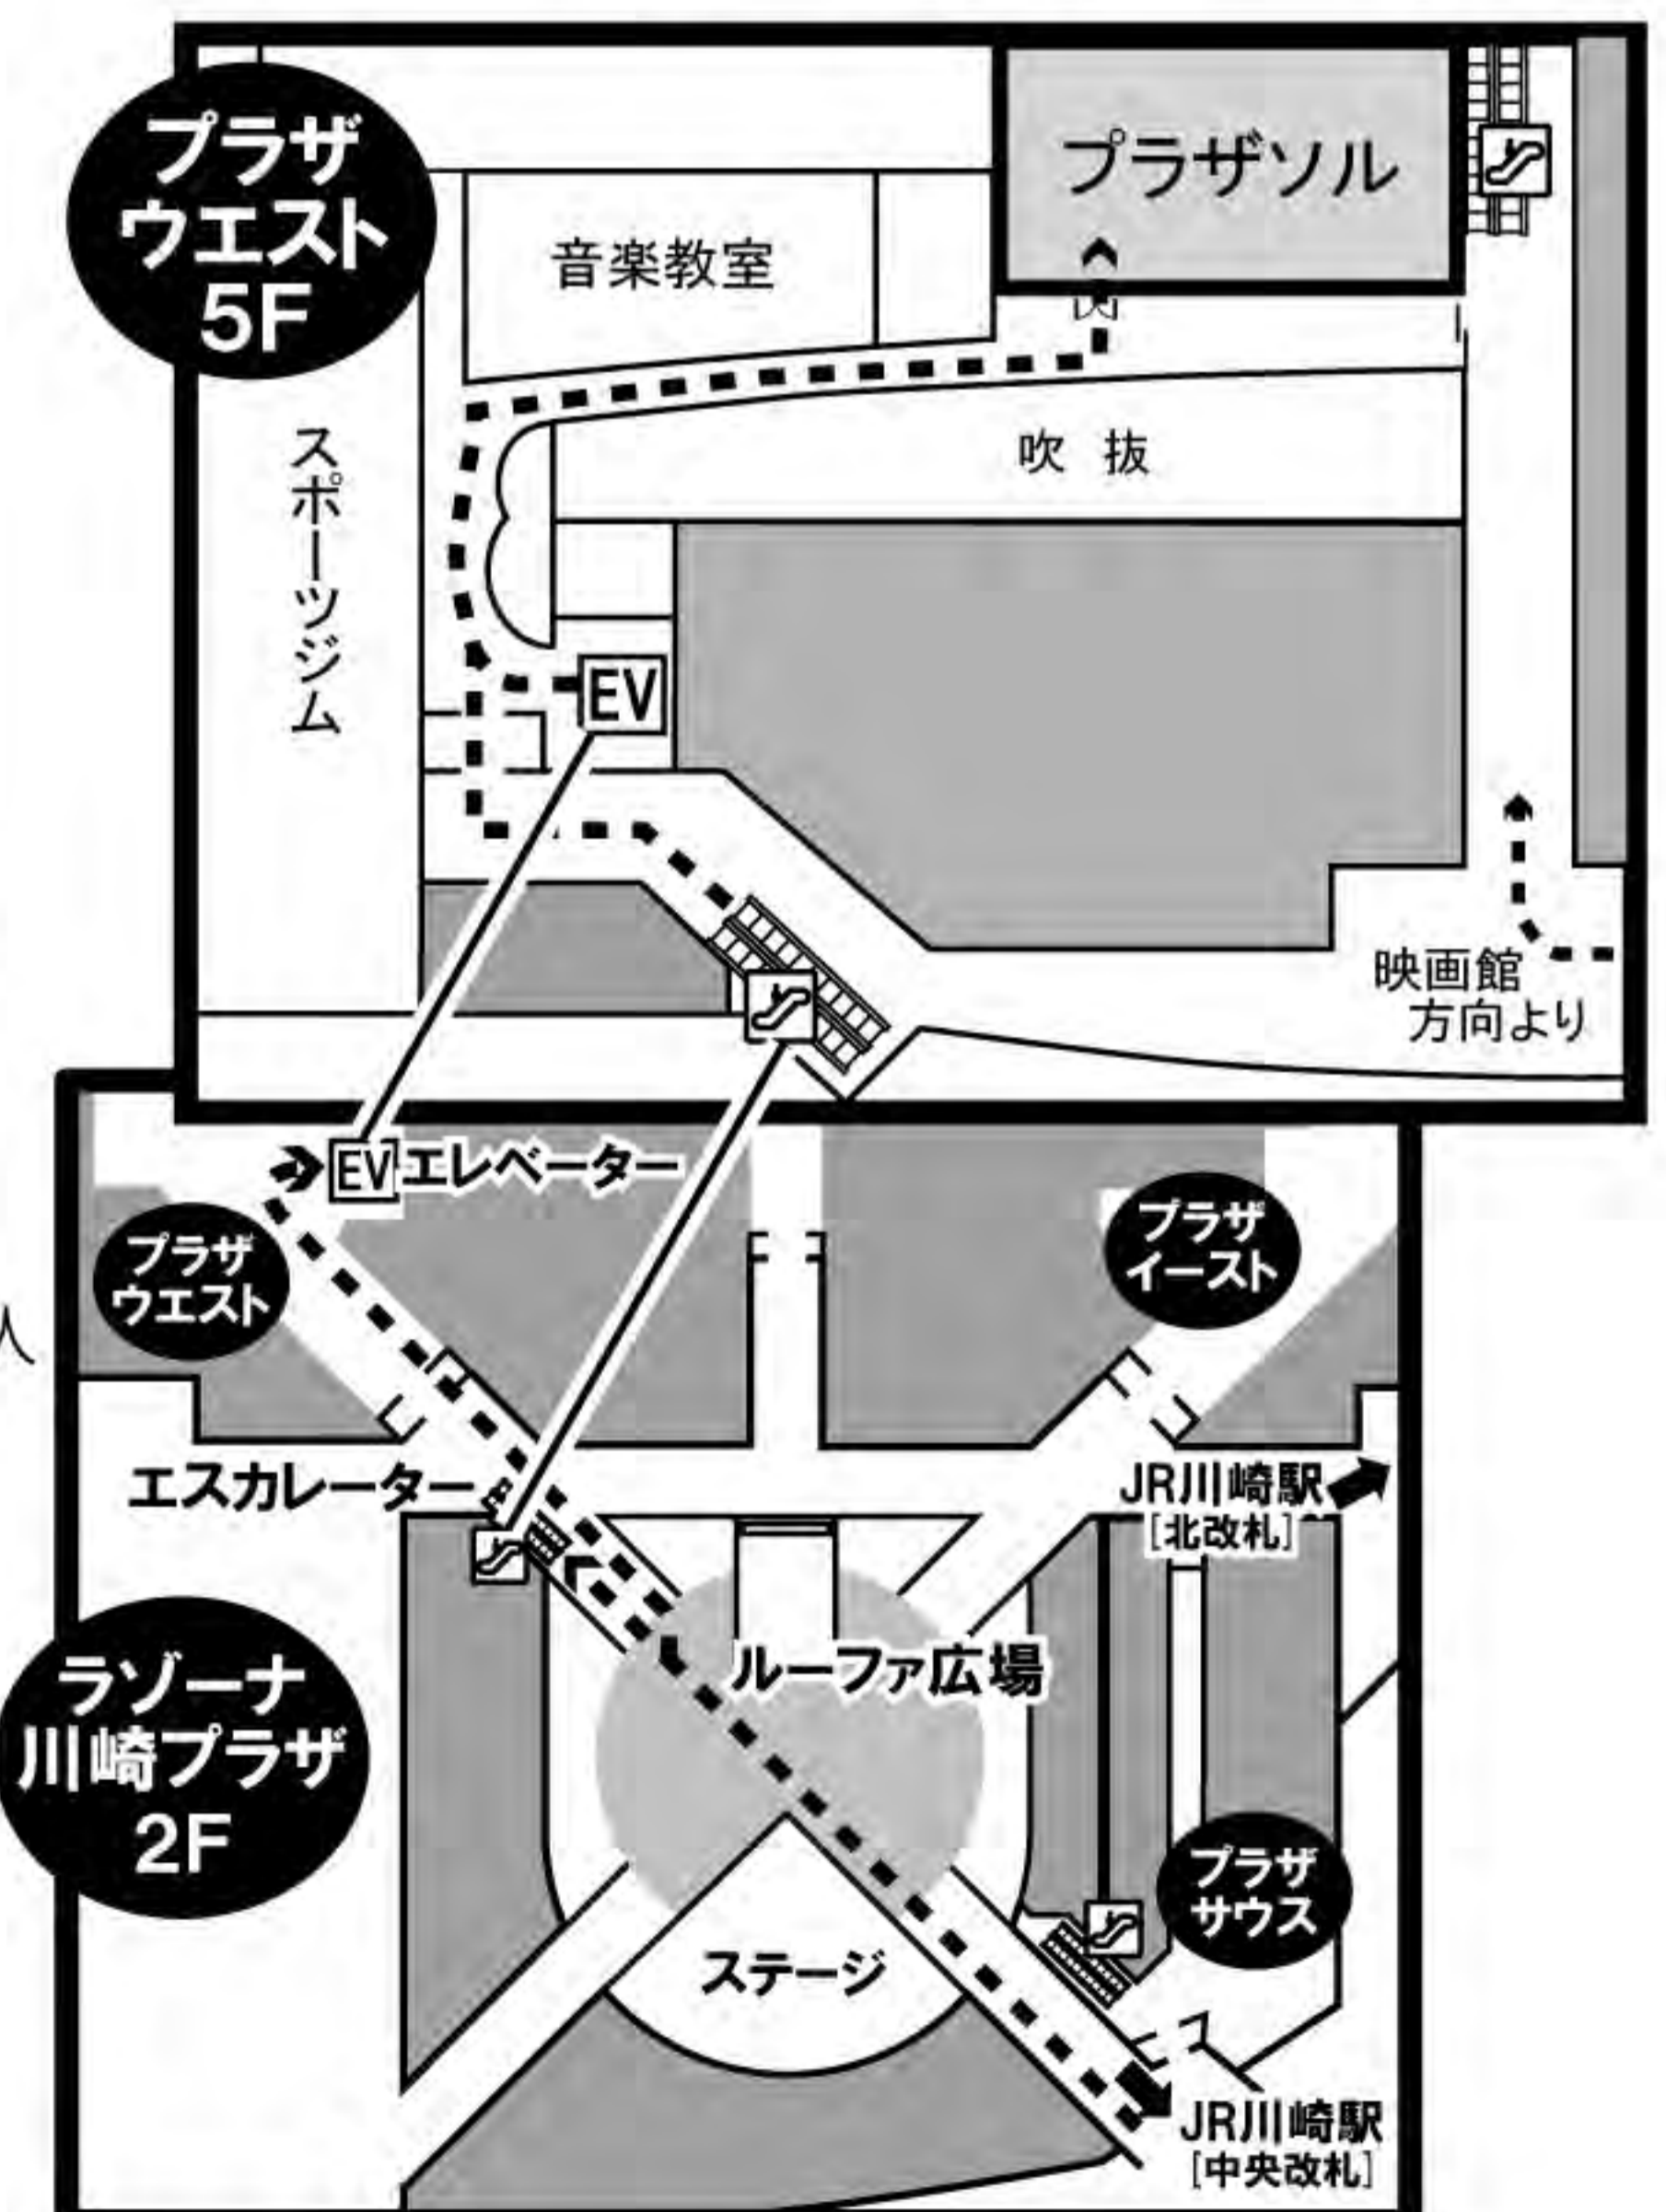 プラザ
ウエスト
5F
プラザソル
音楽教室
吹 抜
スポーツジム
EV
映画館
方向より
EVエレベーター
プラザ
ウエスト
プラザ
イースト
エスカレーター
JR川崎駅
[北改札]
ルーファ広場
ラゾーナ
川崎プラザ
2F
プラザ
サウス
ステージ
JR川崎駅
[中央改札]